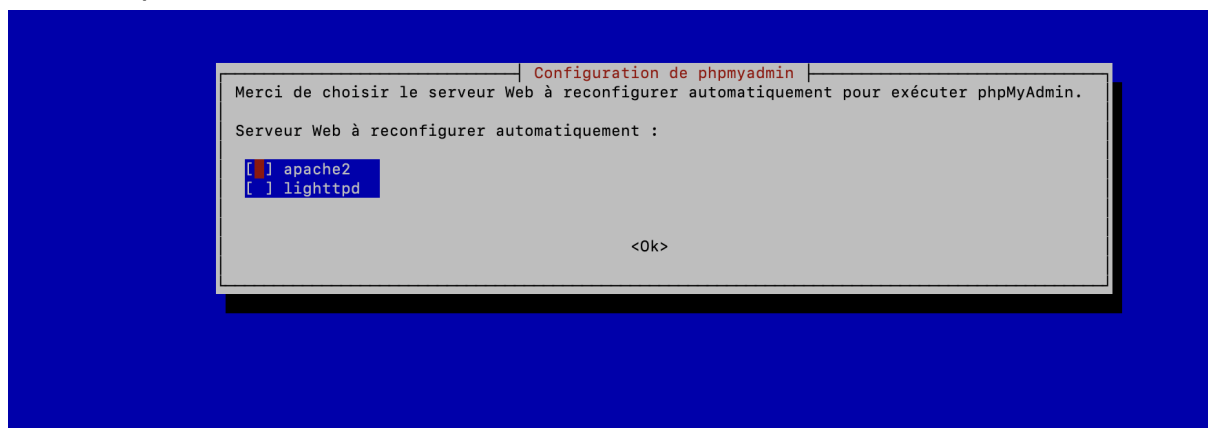 Configuration de phpmyadmin
Merci de choisir le serveur Web à reconfigurer automatiquement pour exécuter phpMyAdmin.
Serveur Web à reconfigurer automatiquement :
[ ] apache2
[ ] lighttpd
<Ok>